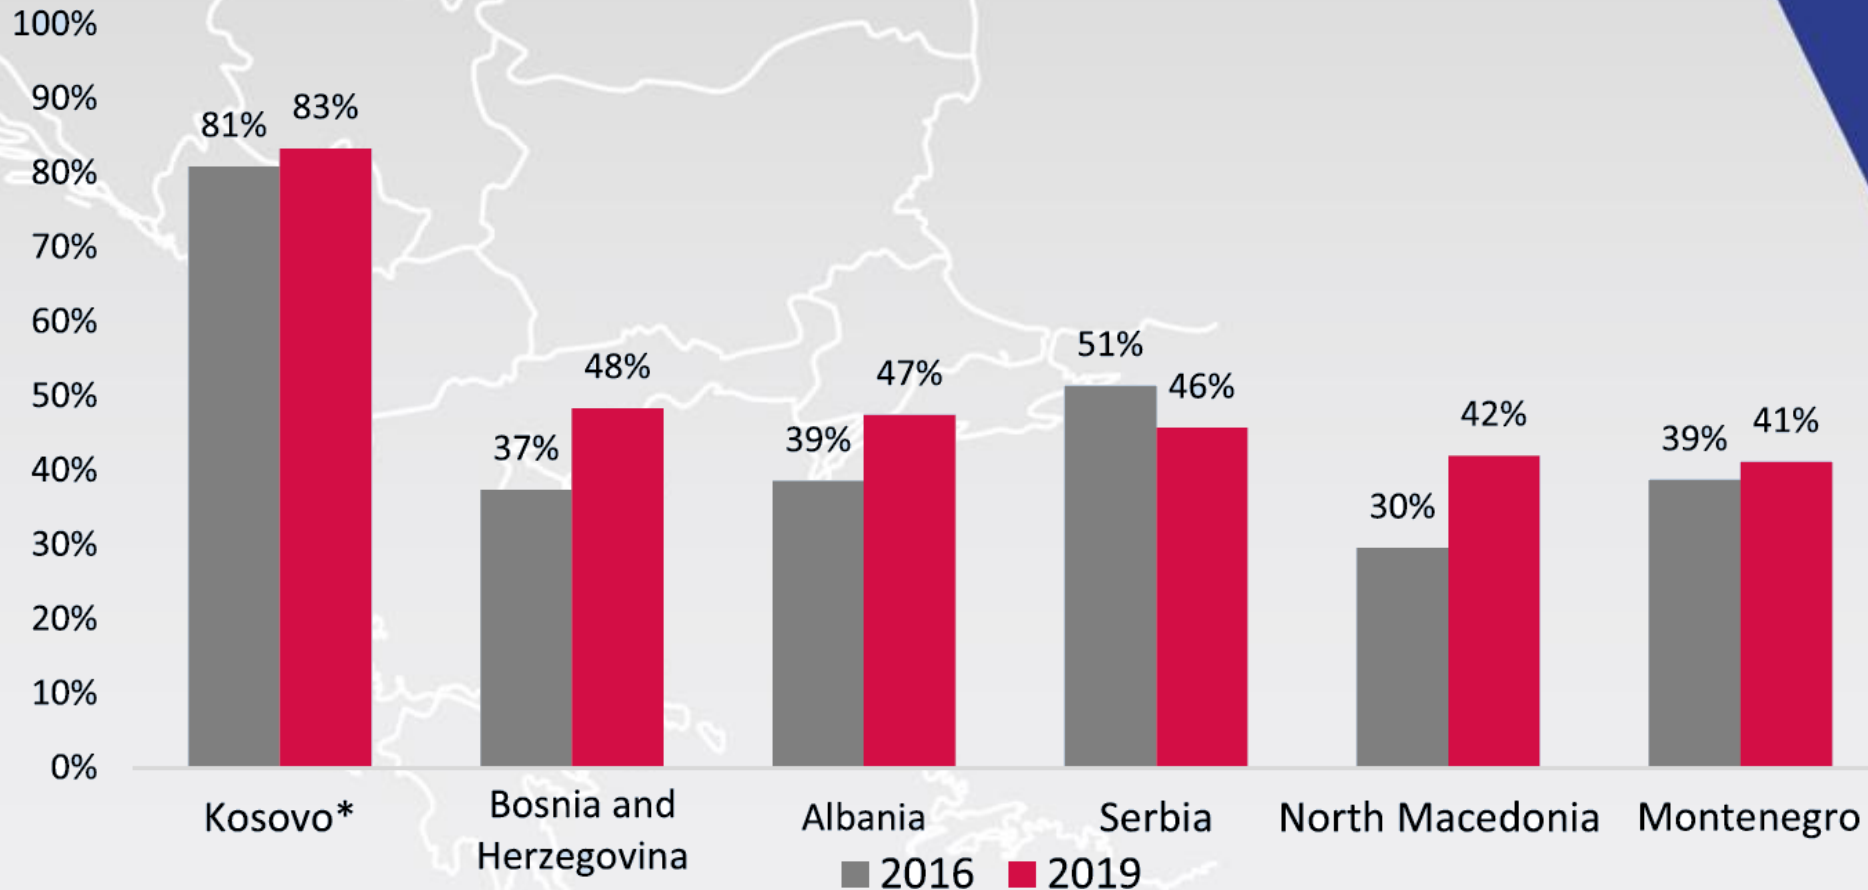 100%
90%
80%
70%
60%
50%
40%
30%
20%
10%
0%
81% 83%
37% 48%
39% 47%
51% 46%
30% 42%
39% 41%
Kosovo*
Bosnia and
Herzegovina
Albania
Serbia
North Macedonia
Montenegro
2016 2019